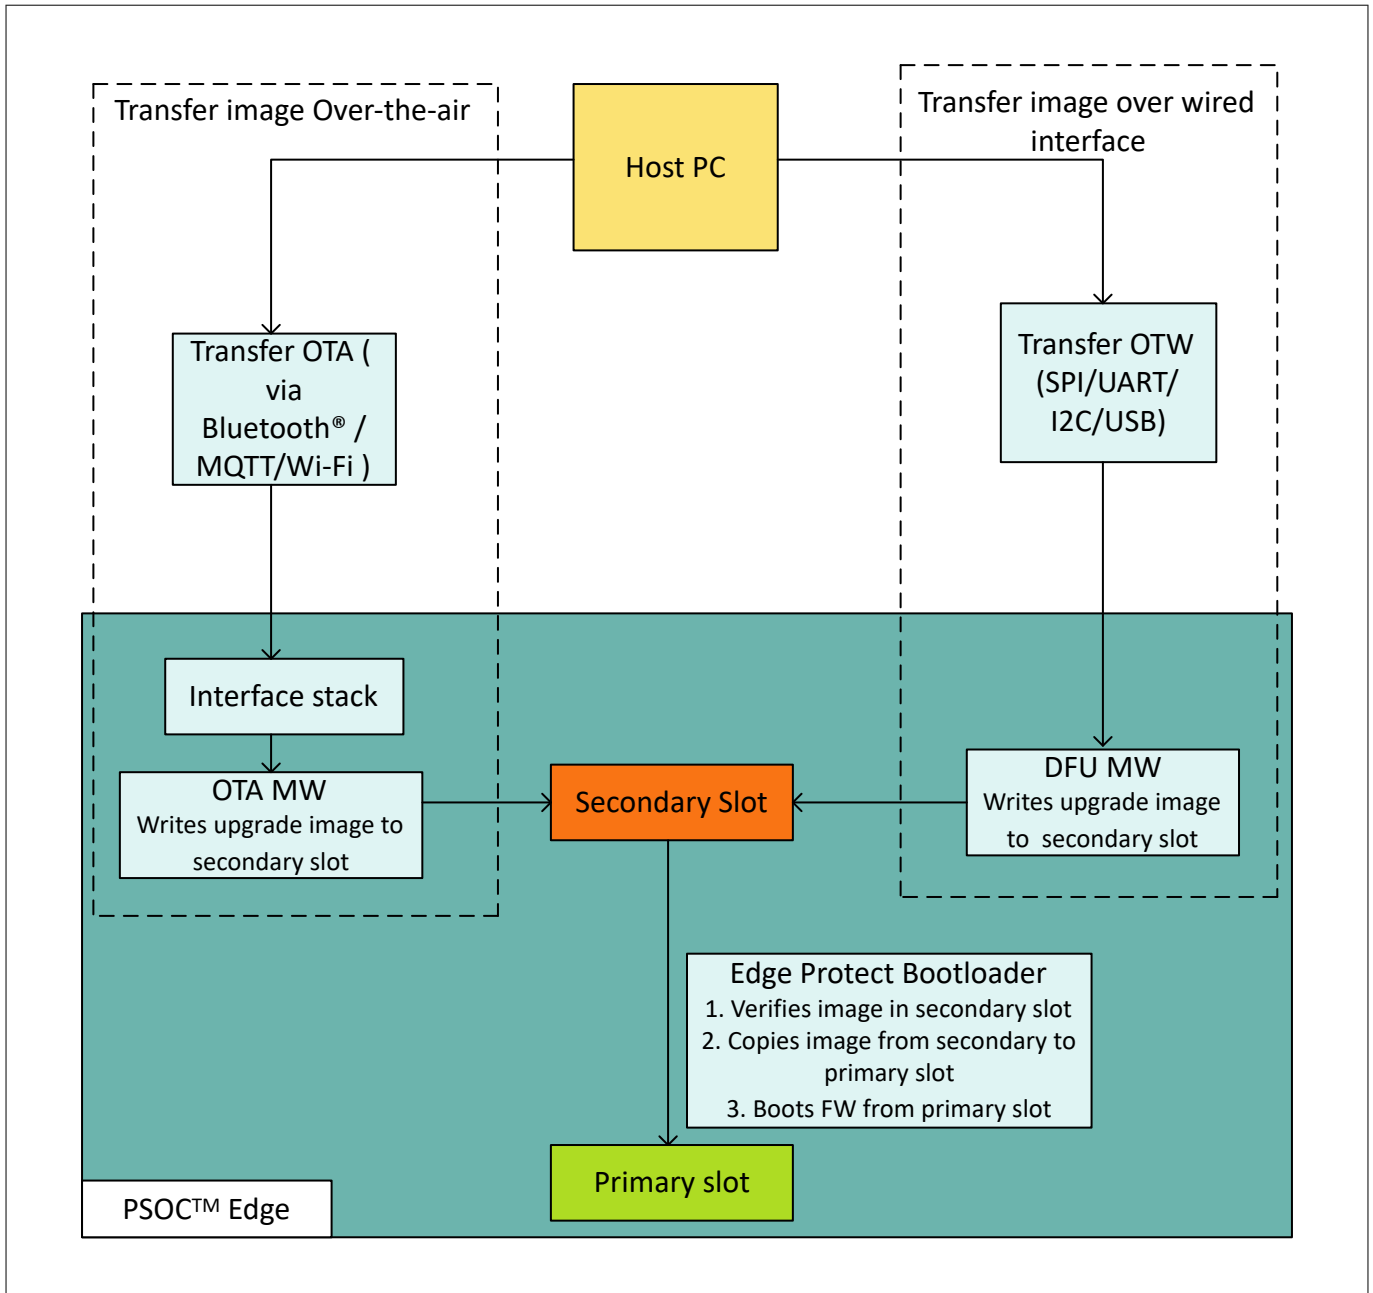 Transfer image Over-the-air
Host PC
Transfer image over wired
interface
Transfer OTA (
via
Bluetooth® /
MQTT/Wi-Fi )
Transfer OTW
(SPI/UART/
I2C/USB)
Interface stack
OTA MW
Writes upgrade image to
secondary slot
Secondary Slot
DFU MW
Writes upgrade image
to secondary slot
Edge Protect Bootloader
1. Verifies image in secondary slot
2. Copies image from secondary to
primary slot
3. Boots FW from primary slot
Primary slot
PSOC™ Edge